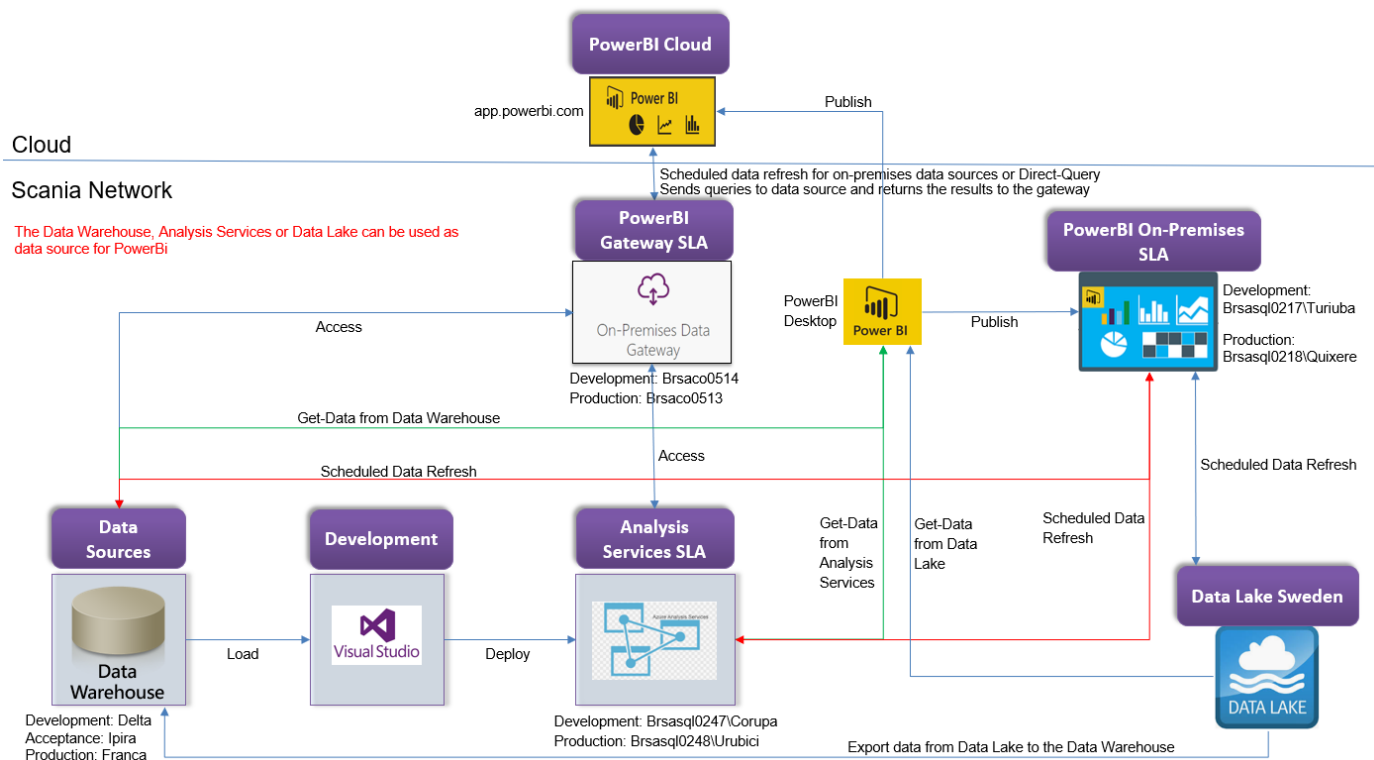 PowerBI Cloud
app.powerbi.com
Power BI
Publish
Cloud
Scania Network
Scheduled data refresh for on-premises data sources or Direct-Query
Sends queries to data source and returns the results to the gateway
The Data Warehouse, Analysis Services or Data Lake can be used as
data source for PowerBi
PowerBI
Gateway SLA
On-Premises Data
Gateway
Development: Brsaco0514
Production: Brsaco0513
Access
PowerBI
Desktop
Power BI
Publish
PowerBI On-Premises
SLA
Development:
Brsasql0217\Turiuba
Production:
Brsasql0218\Quixere
Get-Data from Data Warehouse
Access
Scheduled Data Refresh
Scheduled Data Refresh
Data
Sources
Data
Warehouse
Development: Delta
Acceptance: Ipira
Production: Franca
Load
Development
Visual Studio
Deploy
Analysis
Services SLA
Azure Analysis Services
Development: Brsasql0247\Corupa
Production: Brsasql0248\Urubici
Get-Data
from
Analysis
Services
Get-Data
from Data
Lake
Scheduled Data
Refresh
Data Lake Sweden
DATA LAKE
Export data from Data Lake to the Data Warehouse